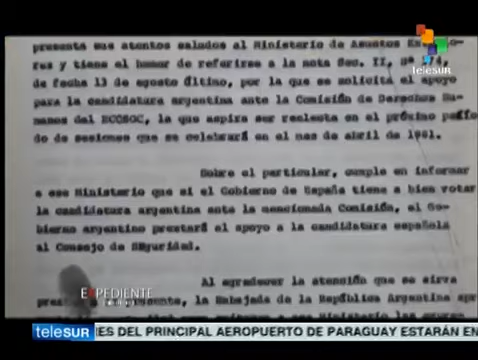 presenta sus atentos saludos al Ministerio de Asuntos
telesur
y tiene el honor de referirse a la nota Sec. II, Nº
de fecha 13 de agosto último, por la que se solicita el apoyo
para la candidatura argentina ante la Comisión de Derechos Hu-
manos del ECOSOC, la que aspira ser reelecta en el próximo
do de sesiones que se celebrará en el mes de abril de 1981.
Sobre el particular, cumple en informar
a ese Ministerio que si el Gobierno de España tiene a bien votar
la candidatura argentina ante la mencionada Comisión, el Go-
bierno argentino prestará el apoyo a la candidatura española
al Consejo de SEguridad.
Al agradecer la atención que se sirva
la Embajada de la República Argentina
EXPEDIENTE
telesur
ES DEL PRINCIPAL AEROPUERTO DE PARAGUAY ESTARÁN EN